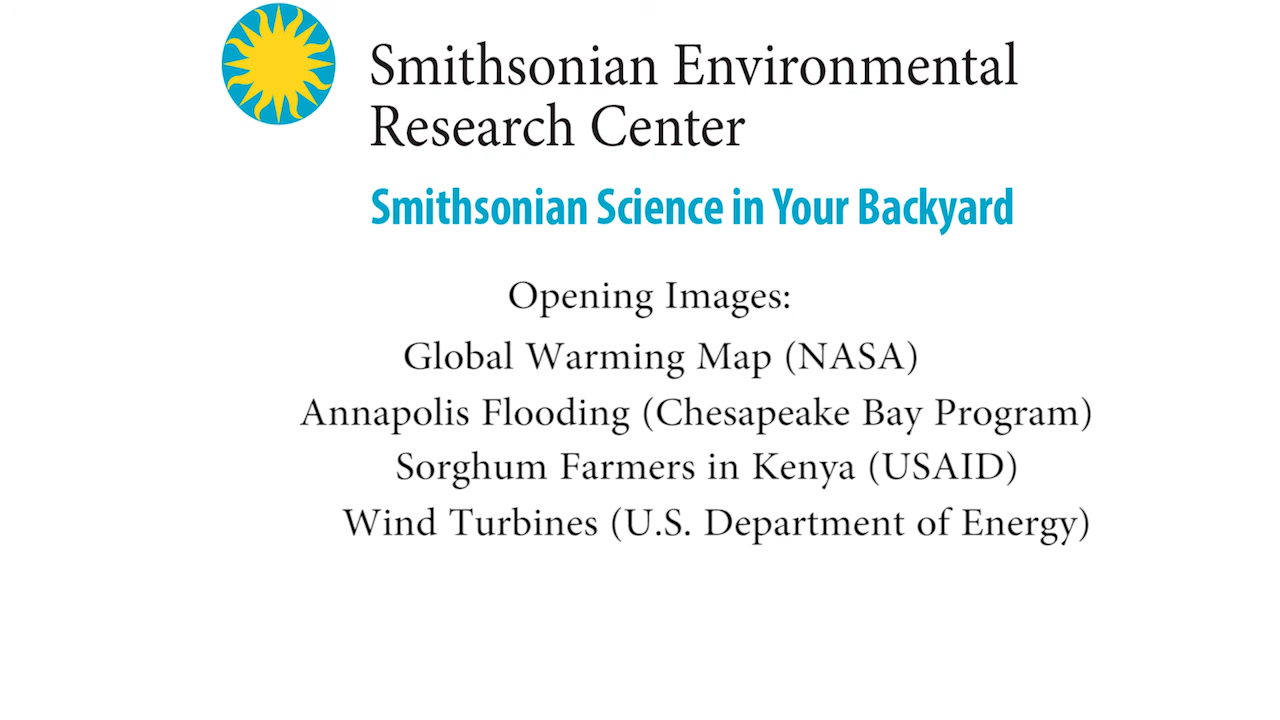 Smithsonian Environmental
Research Center
Smithsonian Science in Your Backyard
Opening Images:
Global Warming Map (NASA)
Annapolis Flooding (Chesapeake Bay Program)
Sorghum Farmers in Kenya (USAID)
Wind Turbines (U.S. Department of Energy)